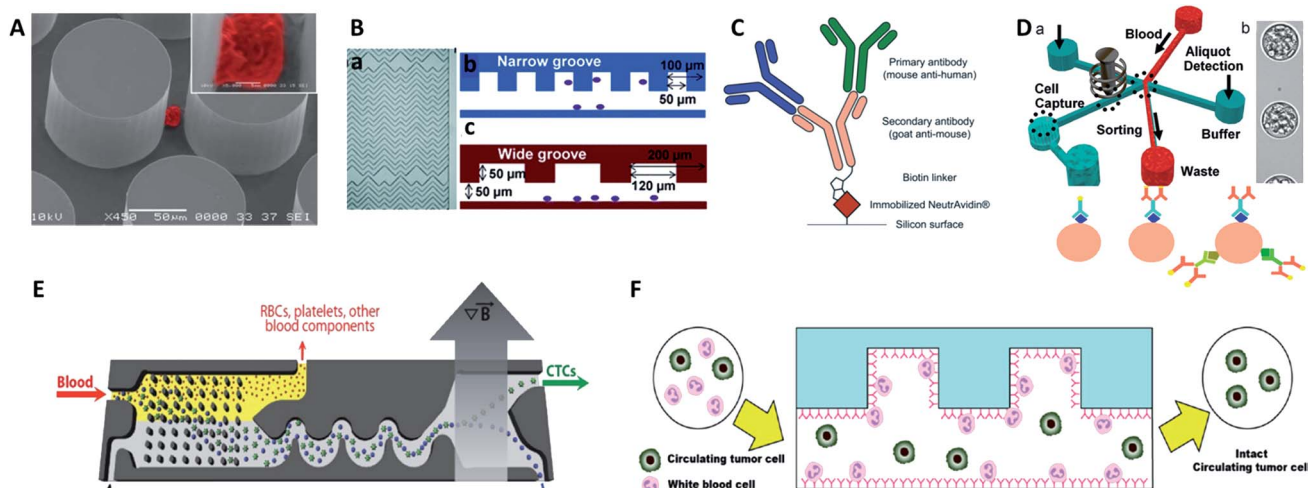 A
10kV X450 50µm 0000 33 37 SEI
B
a
b
Narrow groove
100 µm
50 µm
c
Wide groove
200 µm
50 µm
50 µm
120 µm
C
Primary antibody
(mouse anti-human)
Secondary antibody
(goat anti-mouse)
Biotin linker
Immobilized NeutrAvidin®
Silicon surface
D
a
b
Blood
Aliquot
Detection
Cell
Capture
Sorting
Buffer
Waste
E
RBCs, platelets, other
blood components
▽B
Blood
CTCs
F
Circulating tumor cell
White blood cell
Intact
Circulating tumor cell